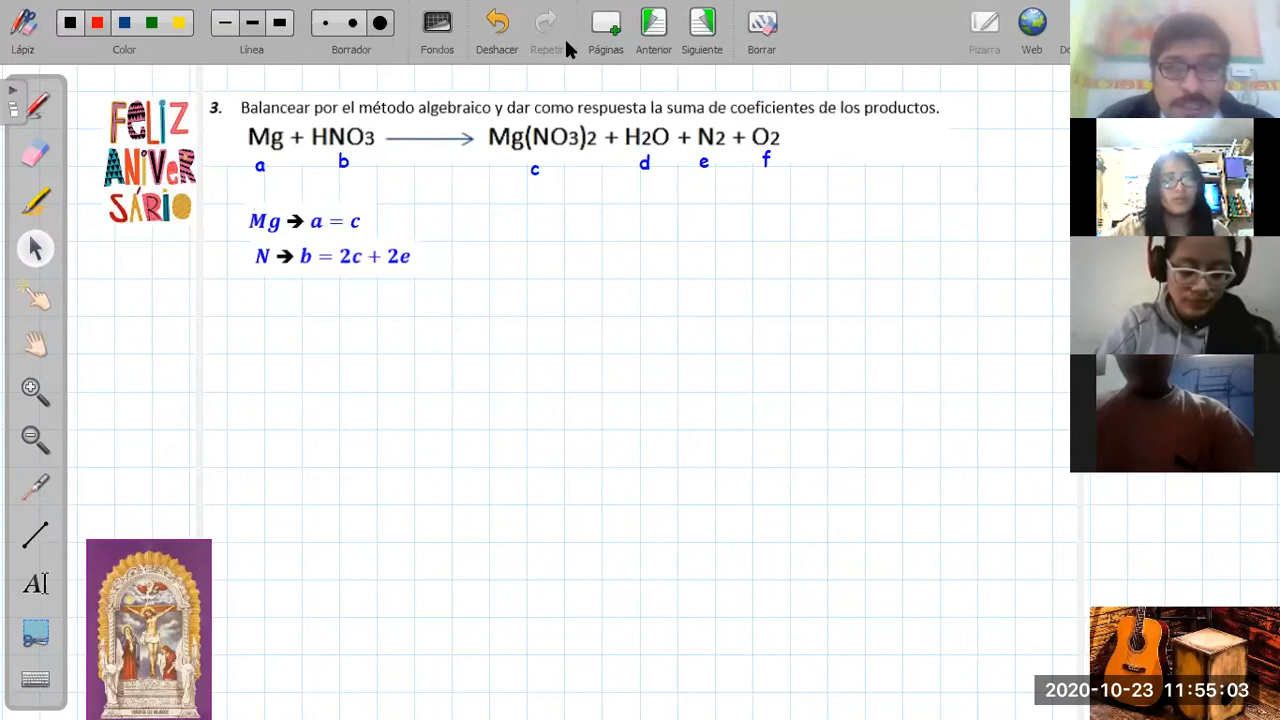 Lápiz
Color
Línea
Borrador
Fondos
Deshacer
Repetir
Páginas
Anterior
Siguiente
Borrar
Pizarra
Web
FELIZ
ANIVER
SÁRIO
3. Balancear por el método algebraico y dar como respuesta la suma de coeficientes de los productos.
Mg + HNO3 → Mg(NO3)2 + H2O + N2 + O2
a b c d e f
Mg → a = c
N → b = 2c + 2e
AI
2020-10-23 11:55:03